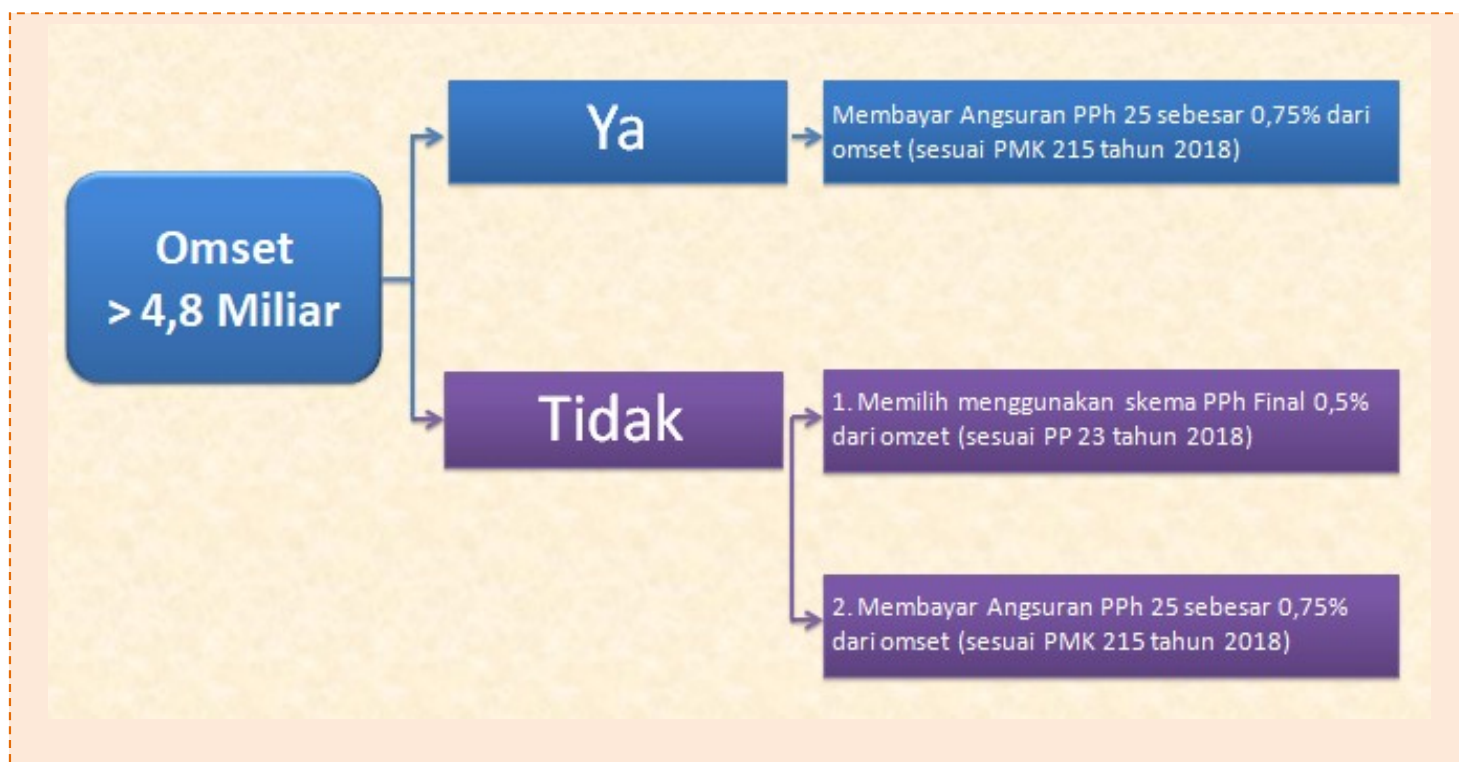 Omset
> 4,8 Miliar
Ya
Membayar Angsuran PPh 25 sebesar 0,75% dari
omset (sesuai PMK 215 tahun 2018)
Tidak
1. Memilih menggunakan skema PPh Final 0,5%
dari omzet (sesuai PP 23 tahun 2018)
2. Membayar Angsuran PPh 25 sebesar 0,75%
dari omset (sesuai PMK 215 tahun 2018)